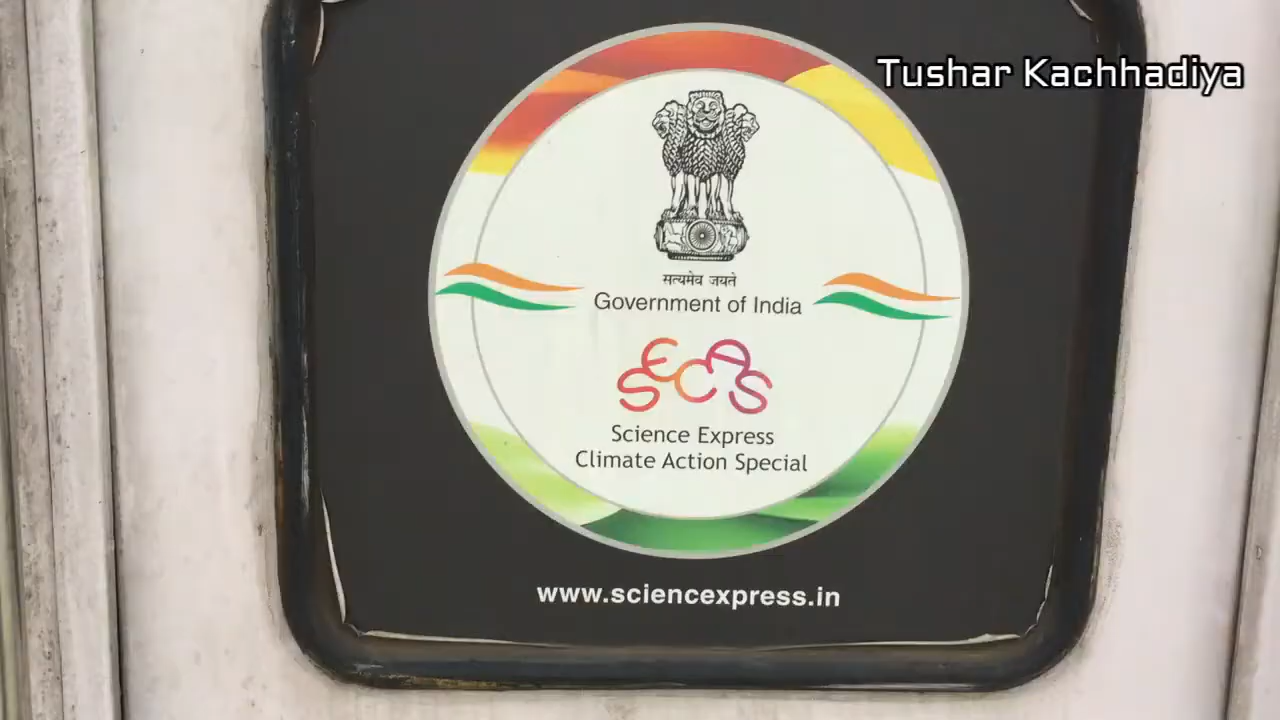 Tushar Kachhadiya
सत्यमेव जयते
Government of India
SECAS
Science Express
Climate Action Special
www.sciencexpress.in